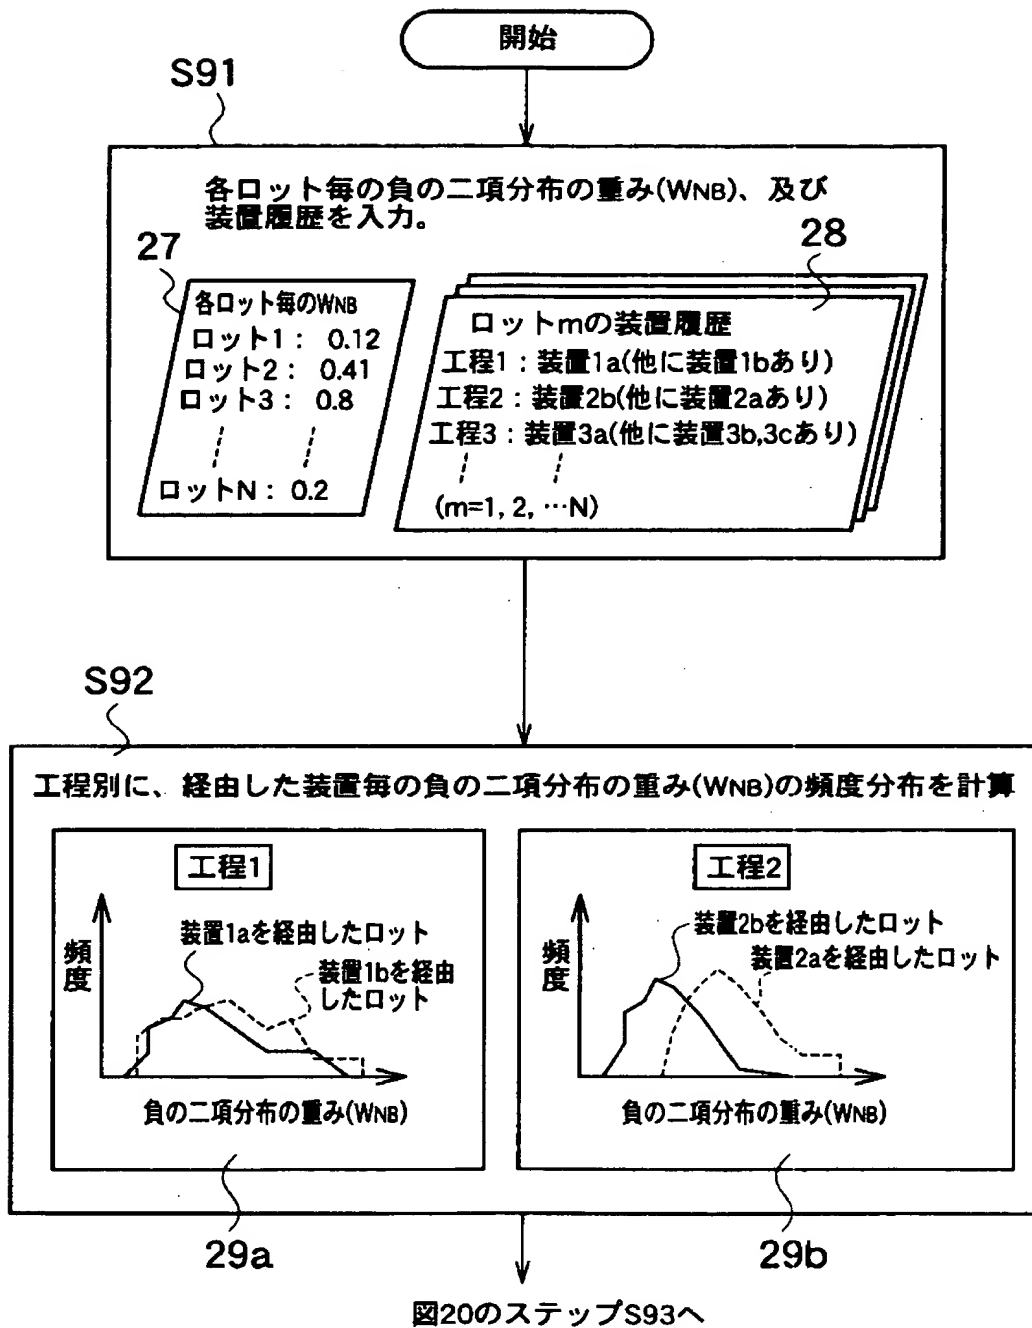 開始
S91
各ロット毎の負の二項分布の重み(WNB)、及び
装置履歴を入力。
27
28
各ロット毎のWNB
ロット1： 0.12
ロット2： 0.41
ロット3： 0.8
ロットN：0.2
ロットmの装置履歴
工程1：装置1a(他に装置1bあり)
工程2：装置2b(他に装置2aあり)
工程3：装置3a(他に装置3b,3cあり)
(m=1, 2, …N)
S92
工程別に、経由した装置毎の負の二項分布の重み(WNB)の頻度分布を計算
工程1
頻度
装置1aを経由したロット
装置1bを経由
したロット
負の二項分布の重み(WNB)
工程2
頻度
装置2bを経由したロット
装置2aを経由したロット
負の二項分布の重み(WNB)
29a
29b
図20のステップS93へ